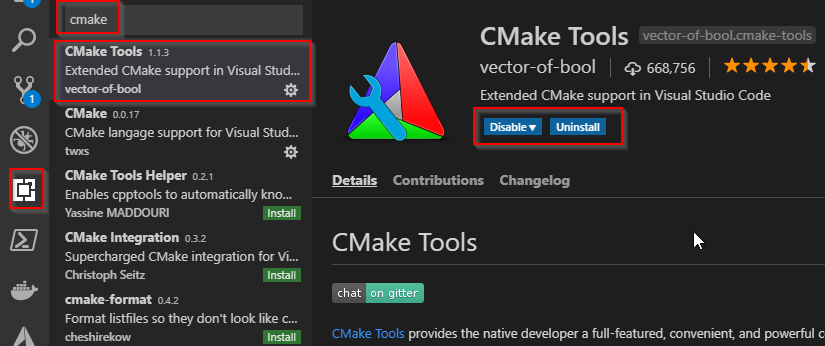 cmake
CMake Tools 1.1.3
Extended CMake support in Visual Stud...
vector-of-bool
CMake 0.0.17
CMake langage support for Visual Stud...
twxs
CMake Tools Helper 0.2.1
Enables cpptools to automatically kno...
Yassine MADDOURI Install
CMake Integration 0.3.2
Supercharged CMake integration for Vi...
Christoph Seitz Install
cmake-format 0.4.2
Format listfiles so they don't look like c...
cheshirekow Install
1
CMake Tools vector-of-bool.cmake-tools
vector-of-bool 668,756
Extended CMake support in Visual Studio Code
Disable Uninstall
Details Contributions Changelog
CMake Tools
chat on gitter
CMake Tools provides the native developer a full-featured, convenient, and powerful